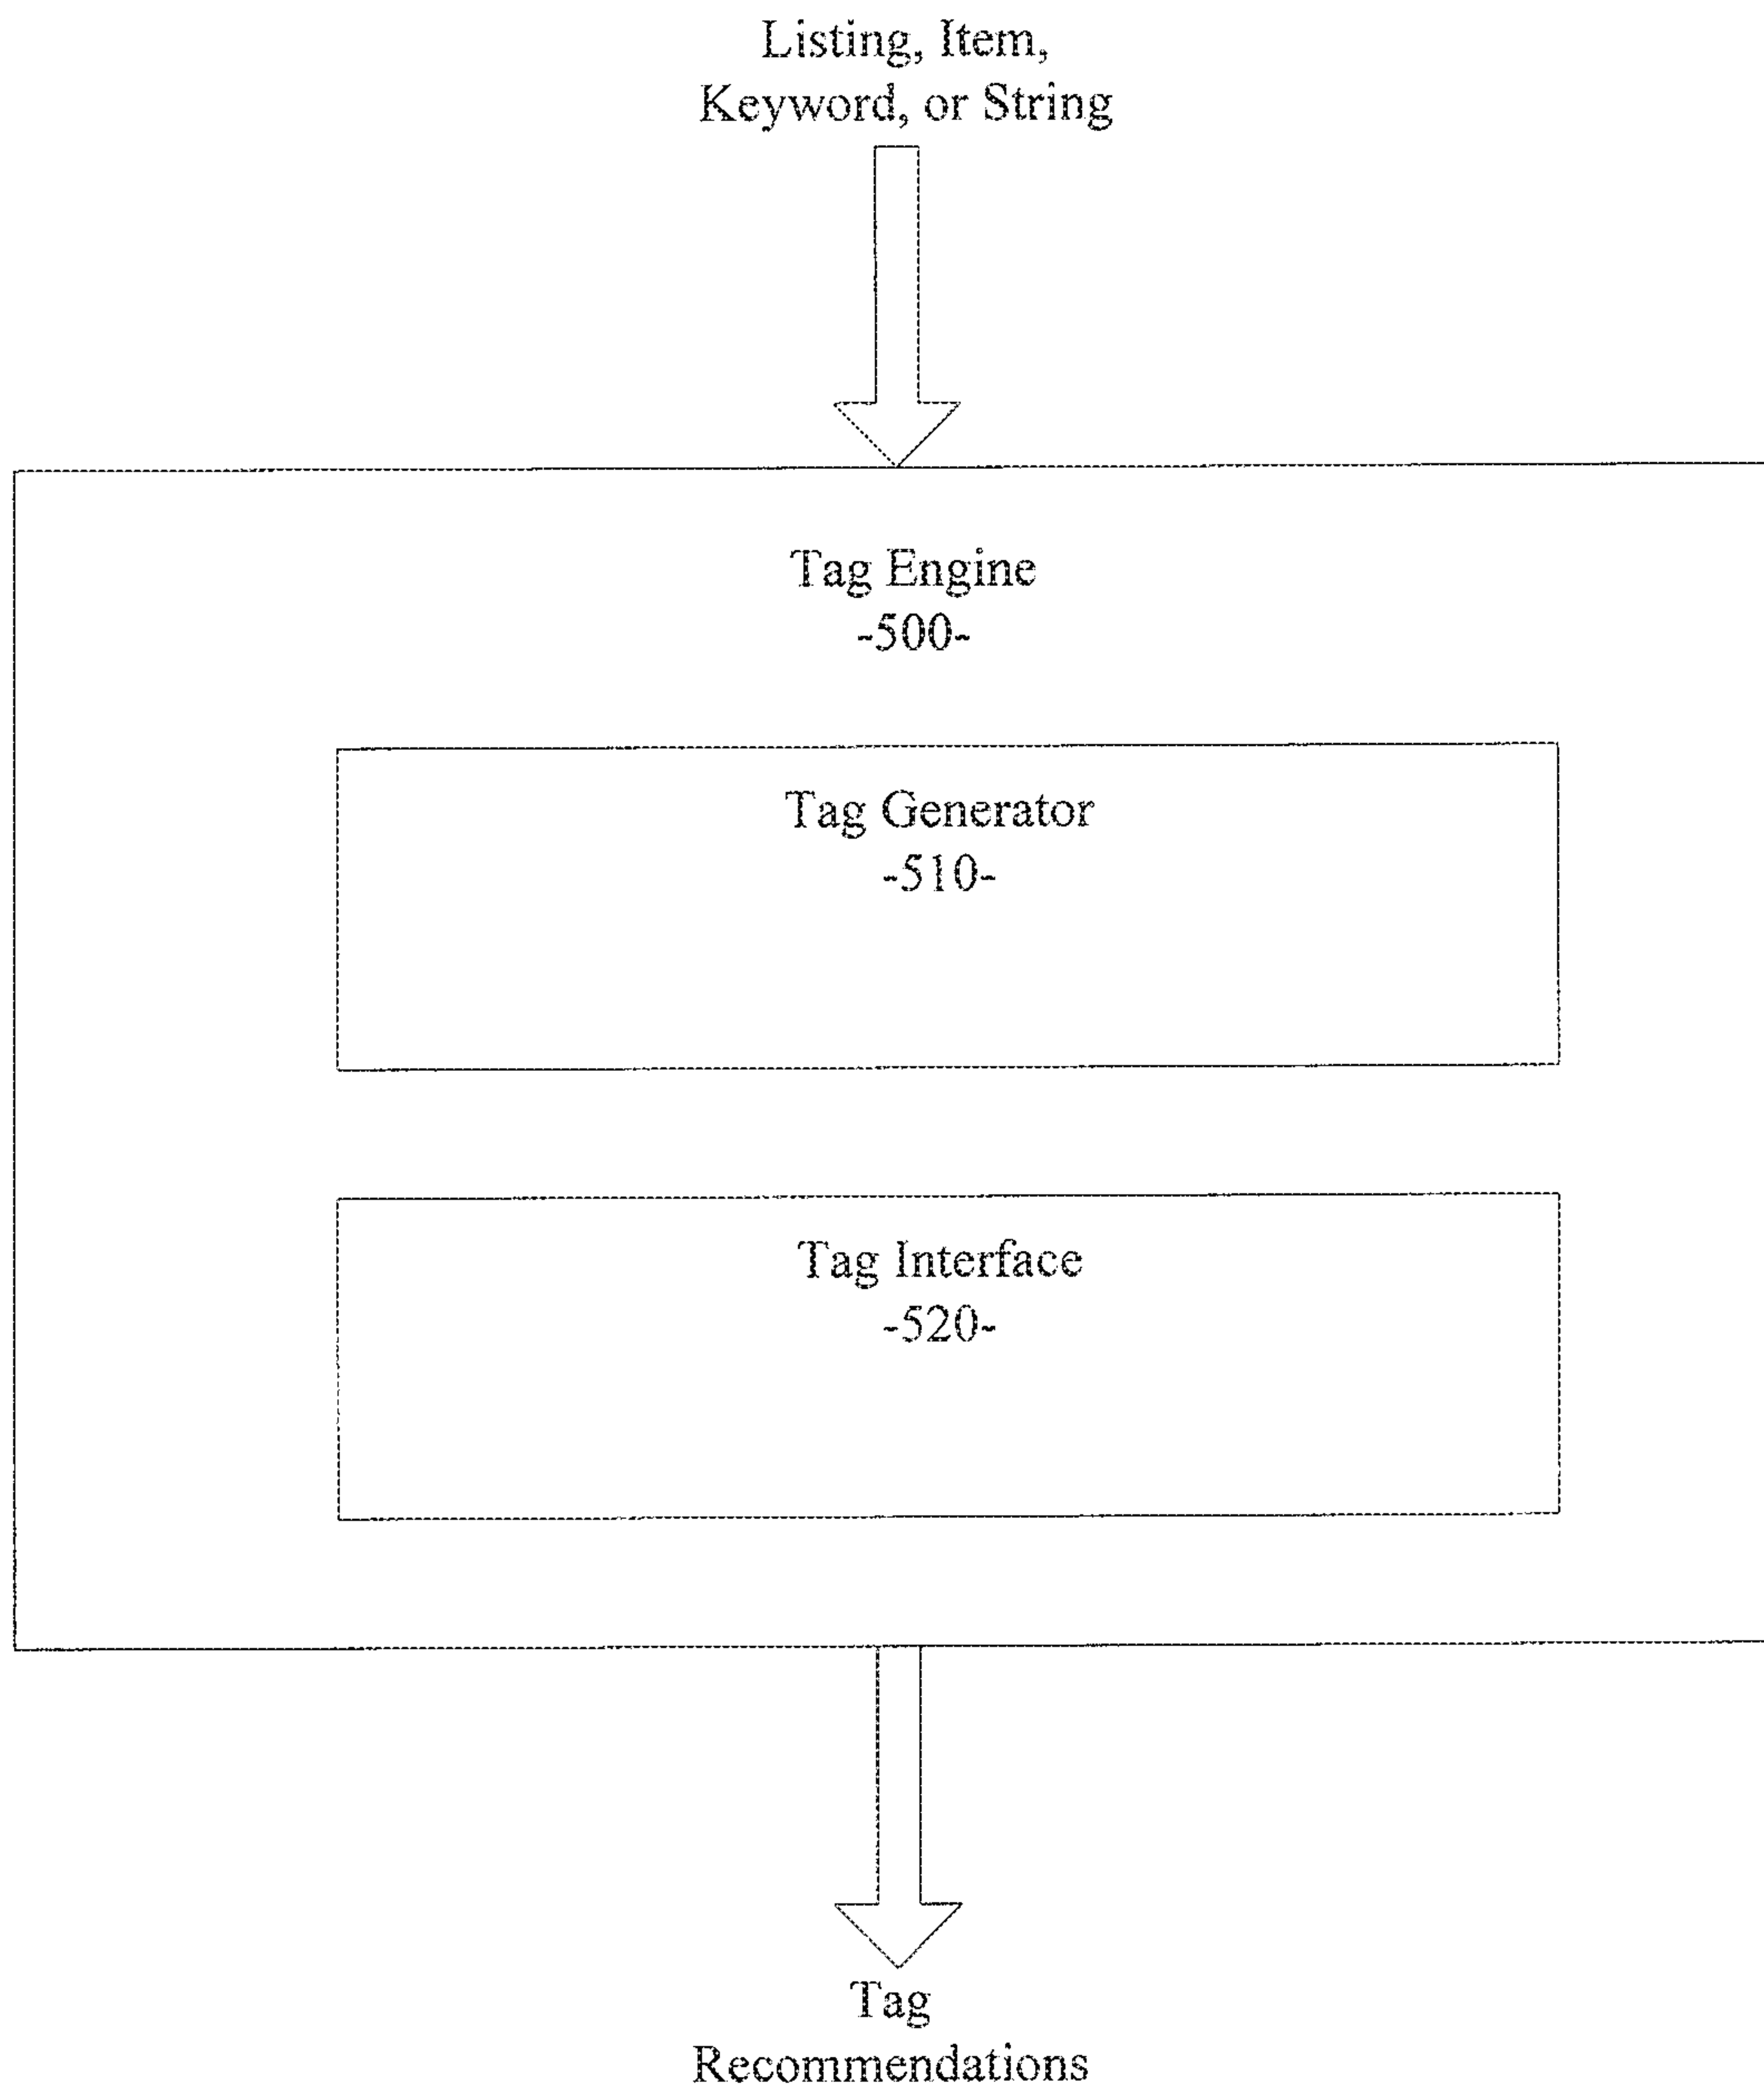 Listing, Item,
Keyword, or String
Tag Engine
-500-
Tag Generator
-510-
Tag Interface
-520-
Tag
Recommendations